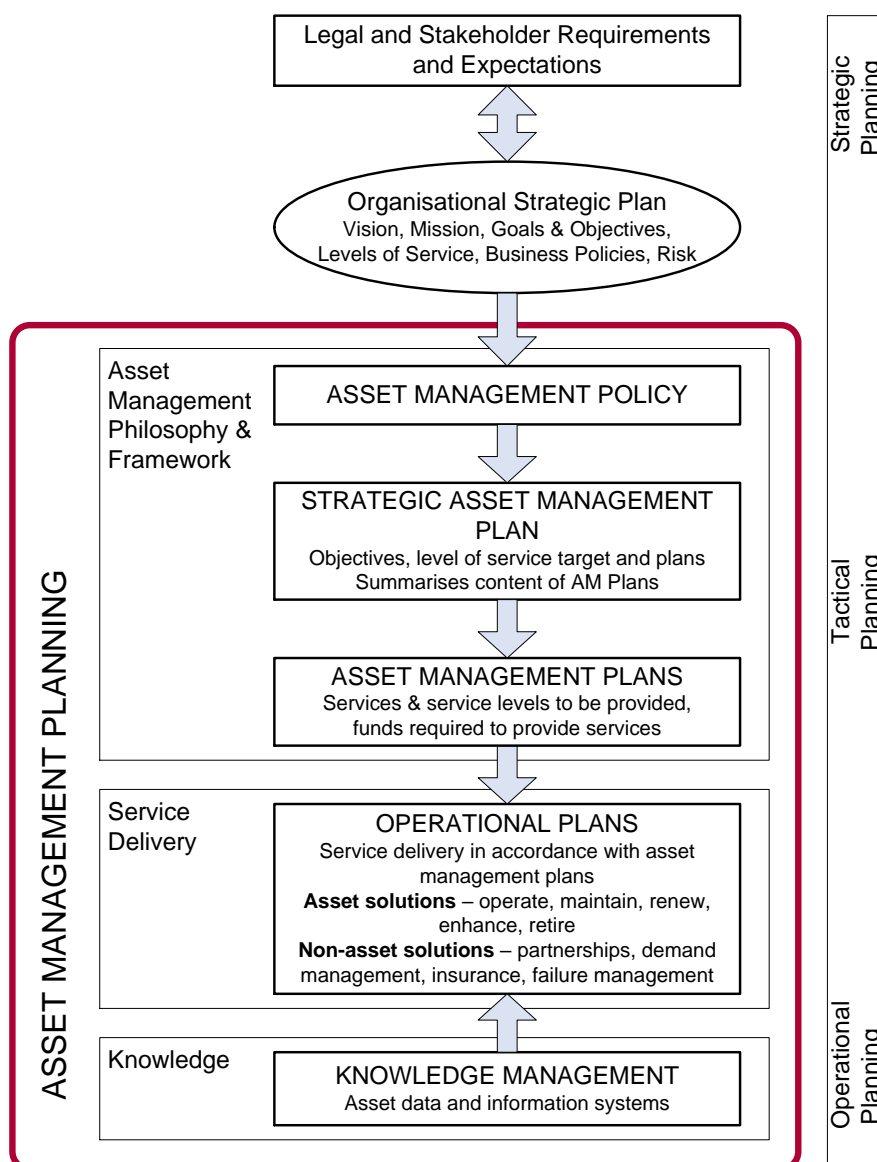 Legal and Stakeholder Requirements
and Expectations
Strategic
Planning
Organisational Strategic Plan
Vision, Mission, Goals & Objectives,
Levels of Service, Business Policies, Risk
ASSET MANAGEMENT PLANNING
Asset
Management
Philosophy &
Framework
ASSET MANAGEMENT POLICY
STRATEGIC ASSET MANAGEMENT
PLAN
Objectives, level of service target and plans
Summarises content of AM Plans
Tactical
Planning
ASSET MANAGEMENT PLANS
Services & service levels to be provided,
funds required to provide services
Service
Delivery
OPERATIONAL PLANS
Service delivery in accordance with asset
management plans
Asset solutions – operate, maintain, renew,
enhance, retire
Non-asset solutions – partnerships, demand
management, insurance, failure management
Knowledge
KNOWLEDGE MANAGEMENT
Asset data and information systems
Operational
Planning